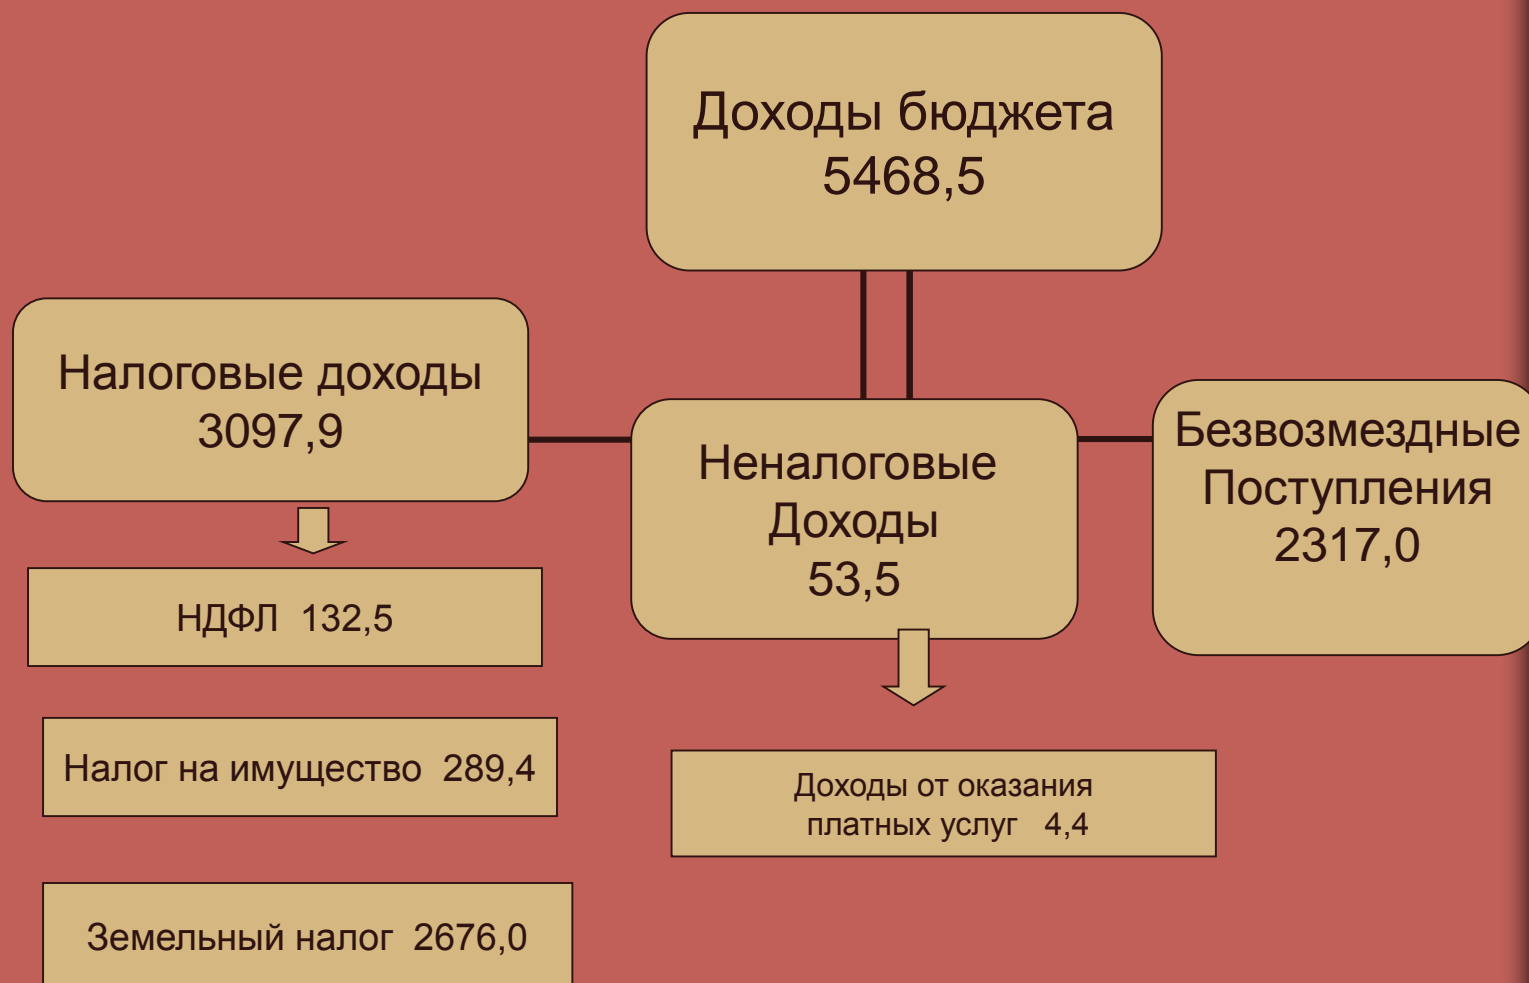 Доходы бюджета
5468,5
Налоговые доходы
3097,9
Неналоговые
Доходы
53,5
Безвозмездные
Поступления
2317,0
НДФЛ 132,5
Налог на имущество 289,4
Земельный налог 2676,0
Доходы от оказания
платных услуг 4,4